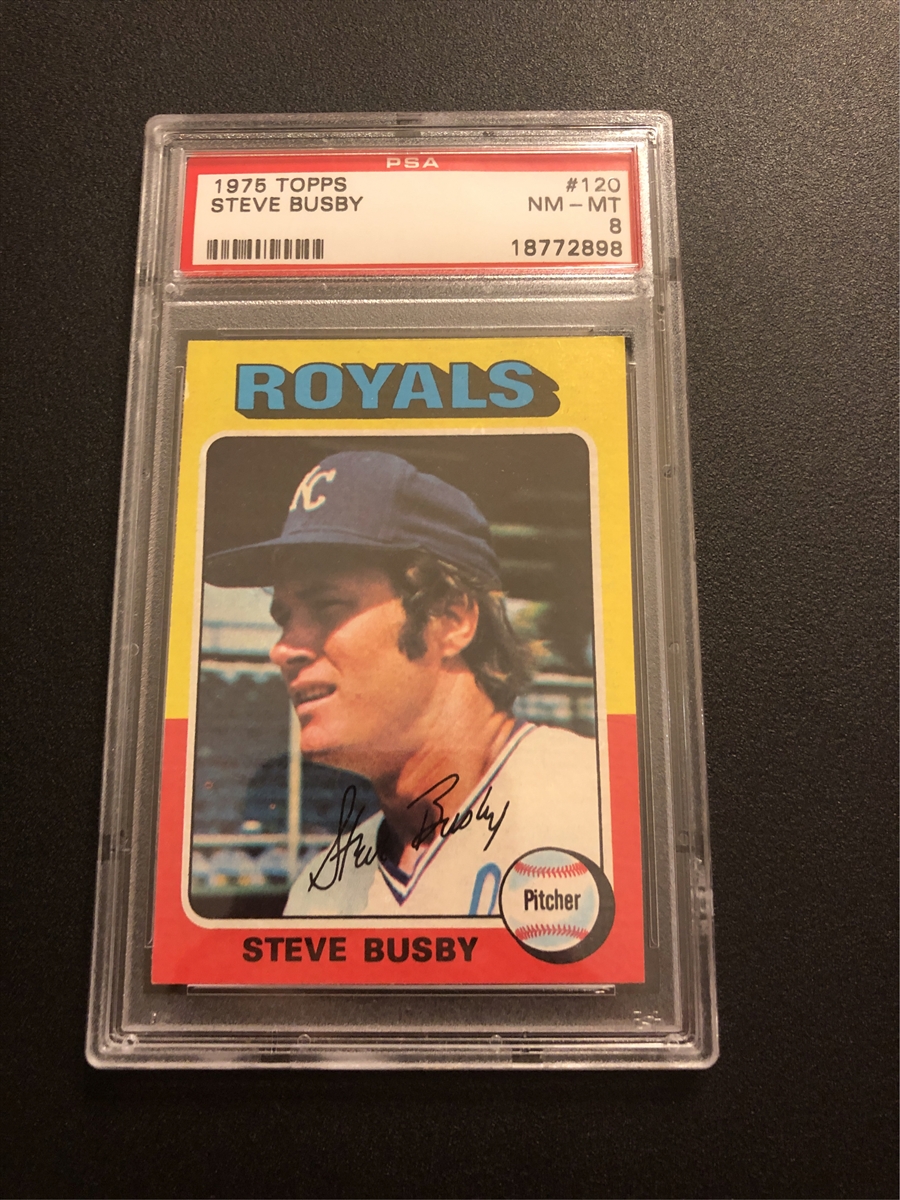 PSA
1975 TOPPS #120
STEVE BUSBY NM - MT
8
18772898
ROYALS
KC
Steve Busby
Pitcher
STEVE BUSBY